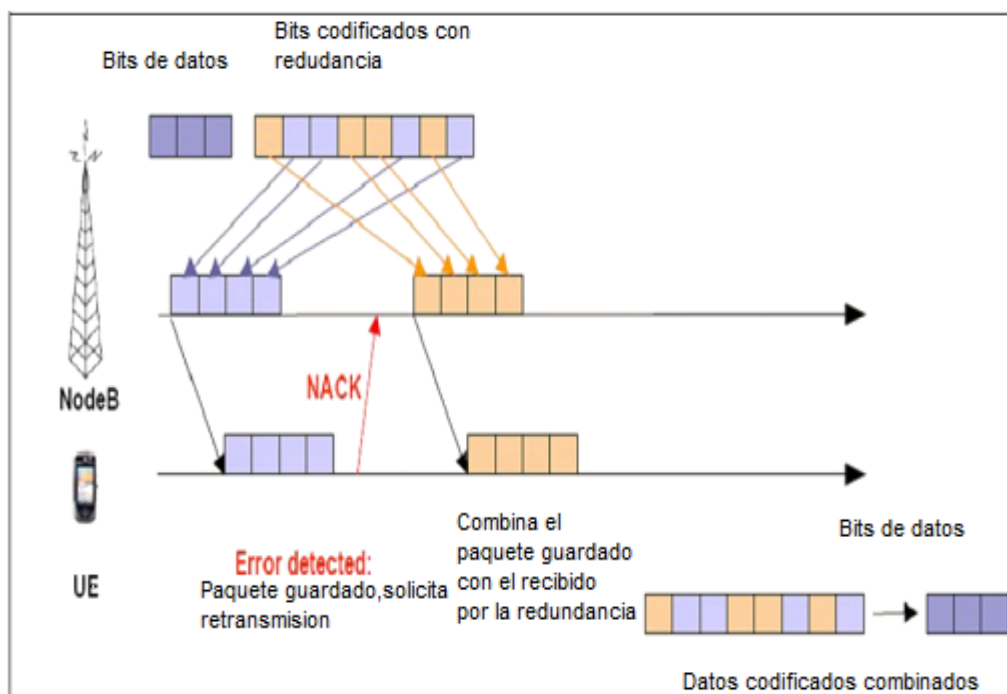 Bits codificados con
redudancia
Bits de datos
NACK
NodeB
Error detected:
Paquete guardado,solicita
retransmision
UE
Combina el
paquete guardado
con el recibido
por la redundancia
Bits de datos
Datos codificados combinados